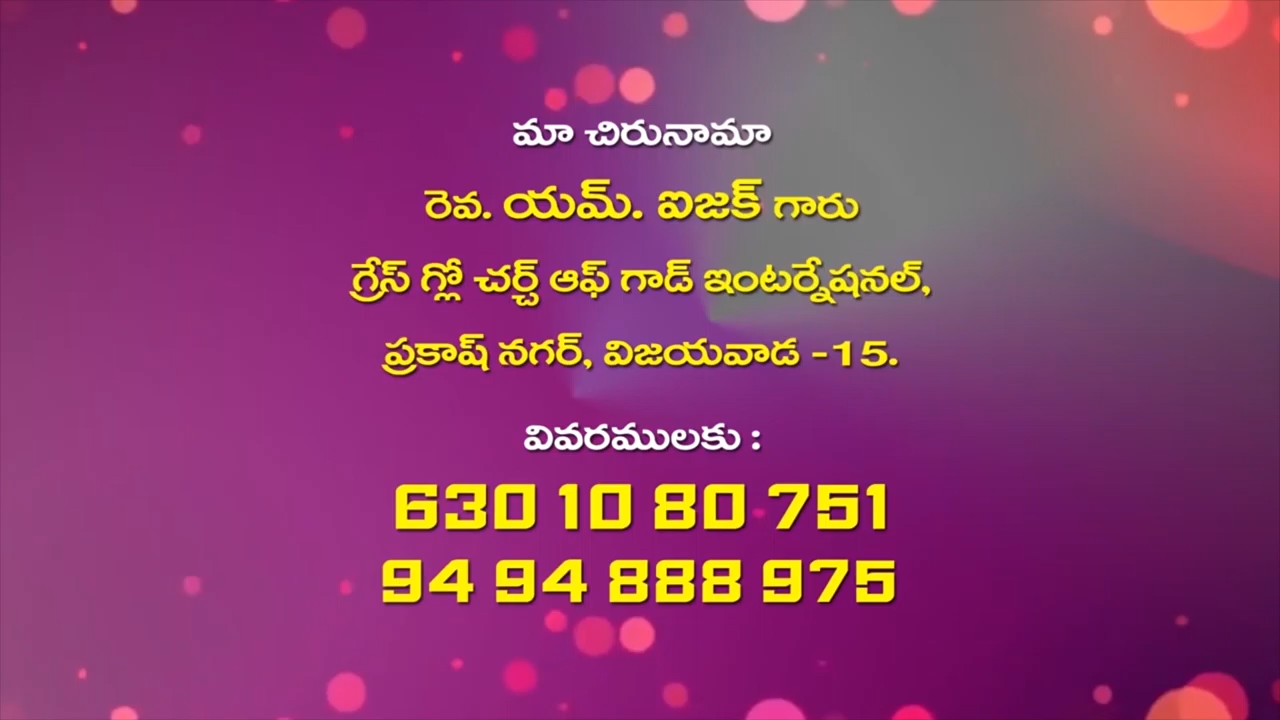 మా చిరునామా
రెవ. యమ్. ఐజక్ గారు
గ్రేస్ గ్లో చర్చ్ ఆఫ్ గాడ్ ఇంటర్నేషనల్,
ప్రకాష్ నగర్, విజయవాడ -15.
వివరములకు :
630 10 80 751
94 94 888 975